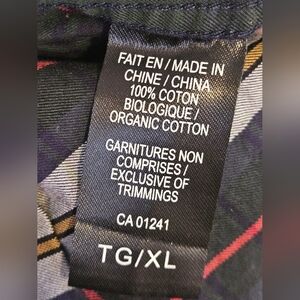 FAIT EN / MADE IN
CHINE / CHINA
100% COTON
BIOLOGIQUE /
ORGANIC COTTON
GARNITURES NON
COMPRISES /
EXCLUSIVE OF
TRIMMINGS
CA 01241
TG/XL